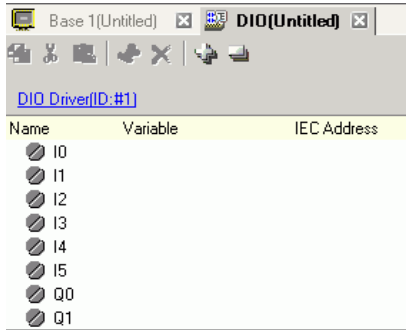 Base 1(Untitled) DIO(Untitled)
DIO Driver(ID:#1)
Name Variable IEC Address
I0
I1
I2
I3
I4
I5
Q0
Q1